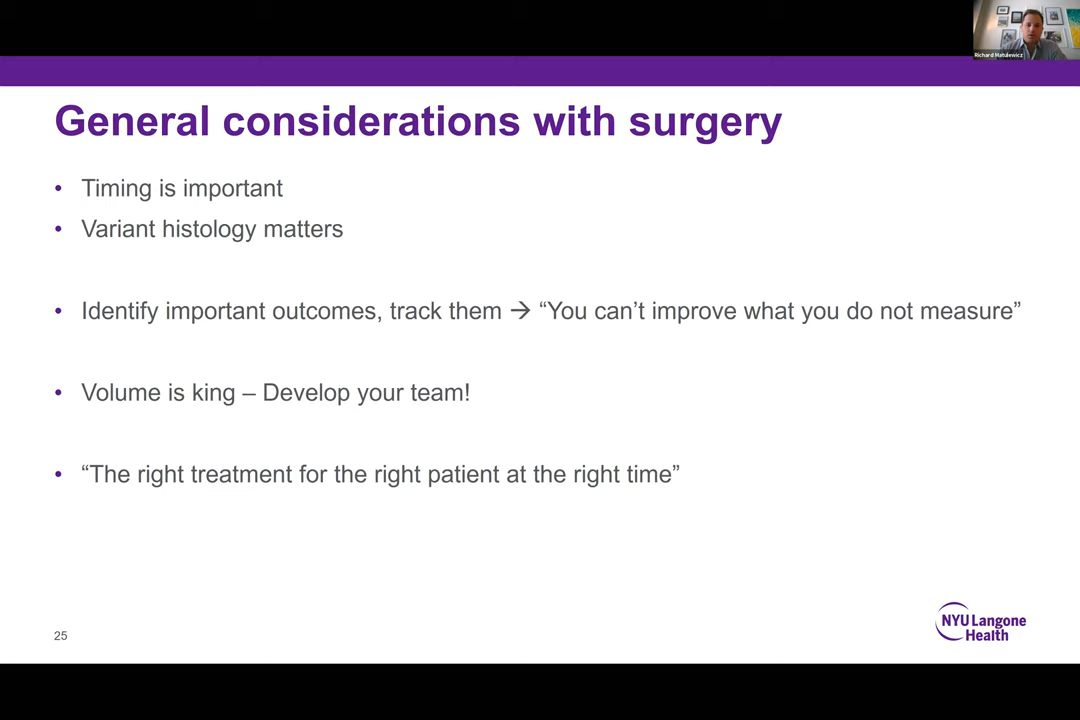 Richard Matulewicz
General considerations with surgery
• Timing is important
• Variant histology matters
• Identify important outcomes, track them → “You can’t improve what you do not measure”
• Volume is king – Develop your team!
• “The right treatment for the right patient at the right time”
25
NYU Langone
Health